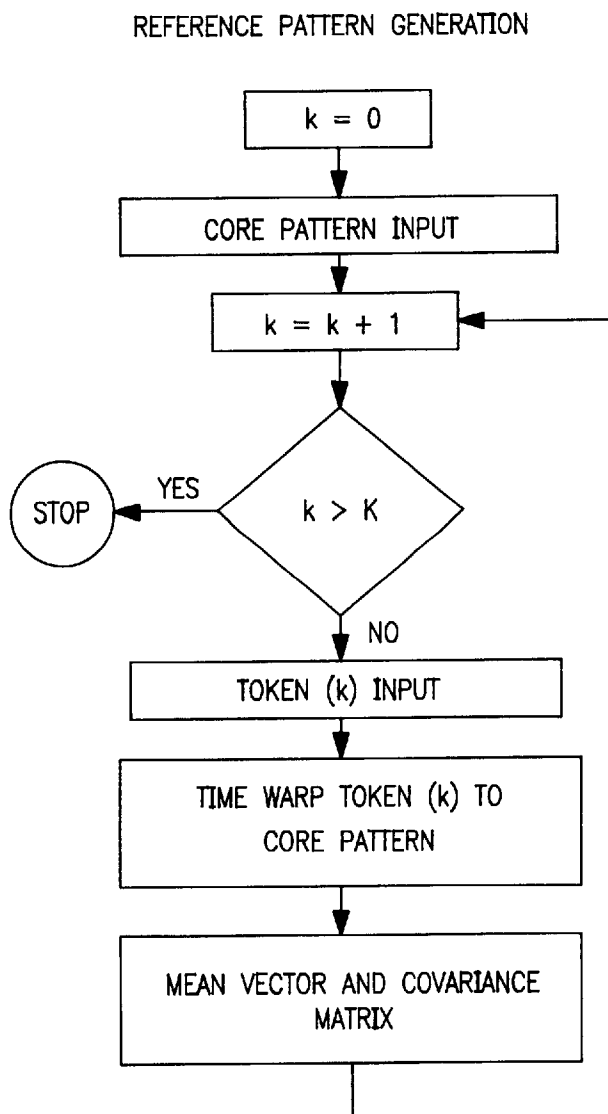 REFERENCE PATTERN GENERATION
k = 0
CORE PATTERN INPUT
k = k + 1
YES
STOP
k > K
NO
TOKEN (k) INPUT
TIME WARP TOKEN (k) TO
CORE PATTERN
MEAN VECTOR AND COVARIANCE
MATRIX